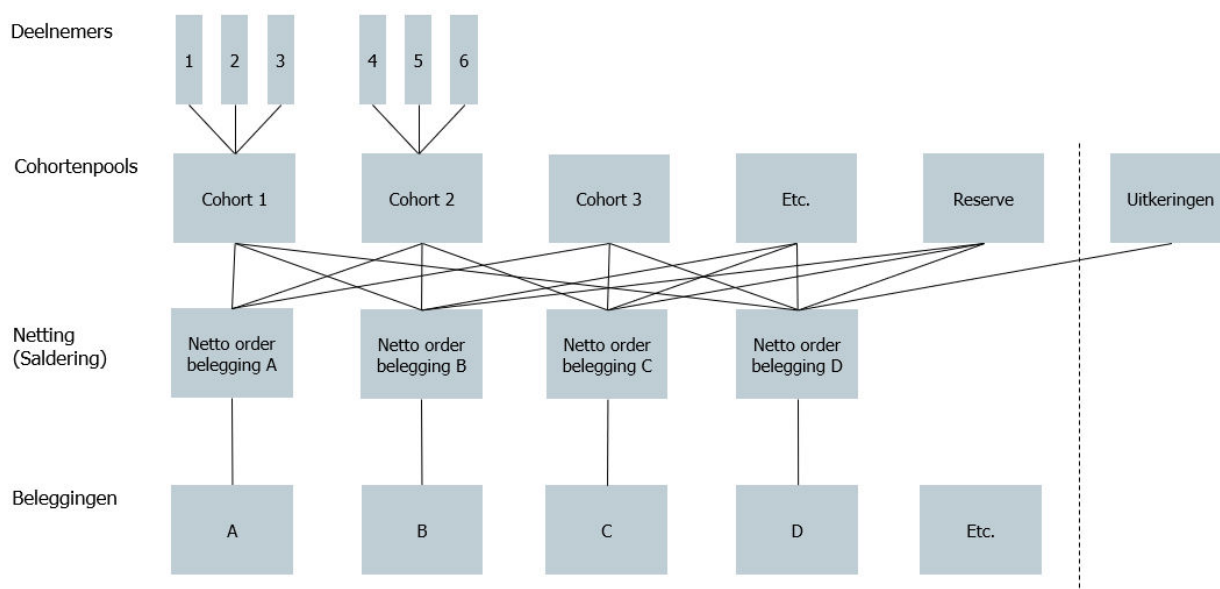 Deelnemers
1
2
3
4
5
6
Cohortenpools
Cohort 1
Cohort 2
Cohort 3
Etc.
Reserve
Uitkeringen
Netting
(Saldering)
Netto order
belegging A
Netto order
belegging B
Netto order
belegging C
Netto order
belegging D
Beleggingen
A
B
C
D
Etc.